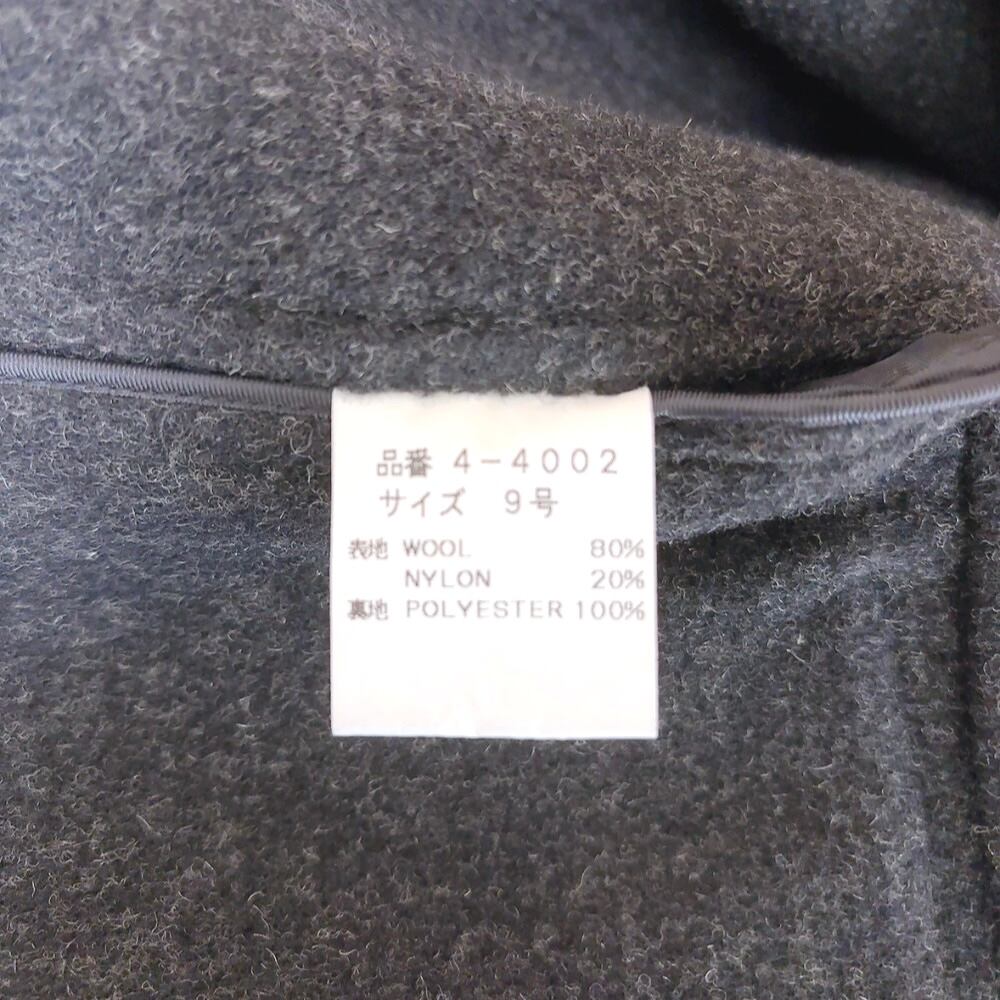 品番 4-4002
サイズ 9号
表地 WOOL 80%
NYLON 20%
裏地 POLYESTER 100%